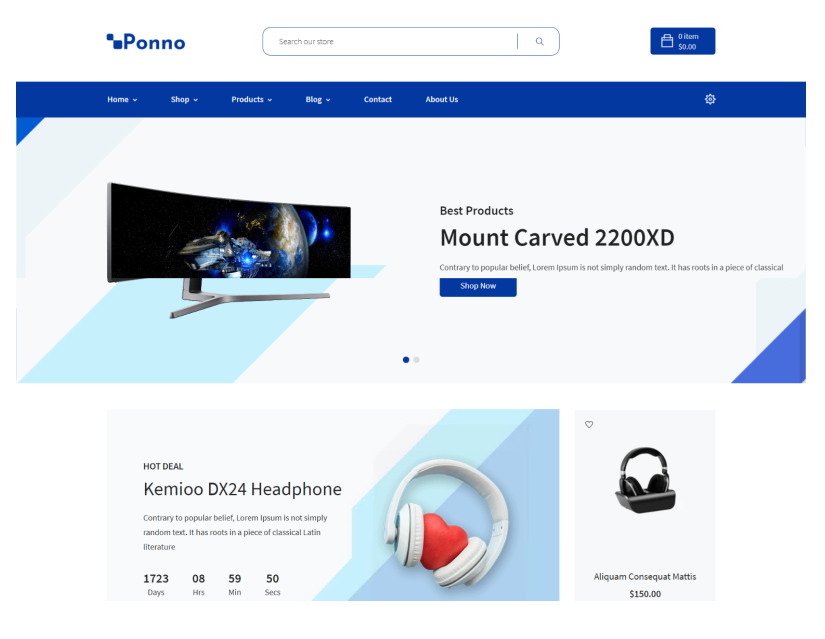 Ponno
Search our store
0 item
$0.00
Home
Shop
Products
Blog
Contact
About Us
Best Products
Mount Carved 2200XD
Contrary to popular belief, Lorem Ipsum is not simply random text. It has roots in a piece of classical
Shop Now
HOT DEAL
Kemioo DX24 Headphone
Contrary to popular belief, Lorem Ipsum is not simply
random text. It has roots in a piece of classical Latin
literature
1723 08 59 50
Days Hrs Min Secs
Aliquam Consequat Mattis
$150.00